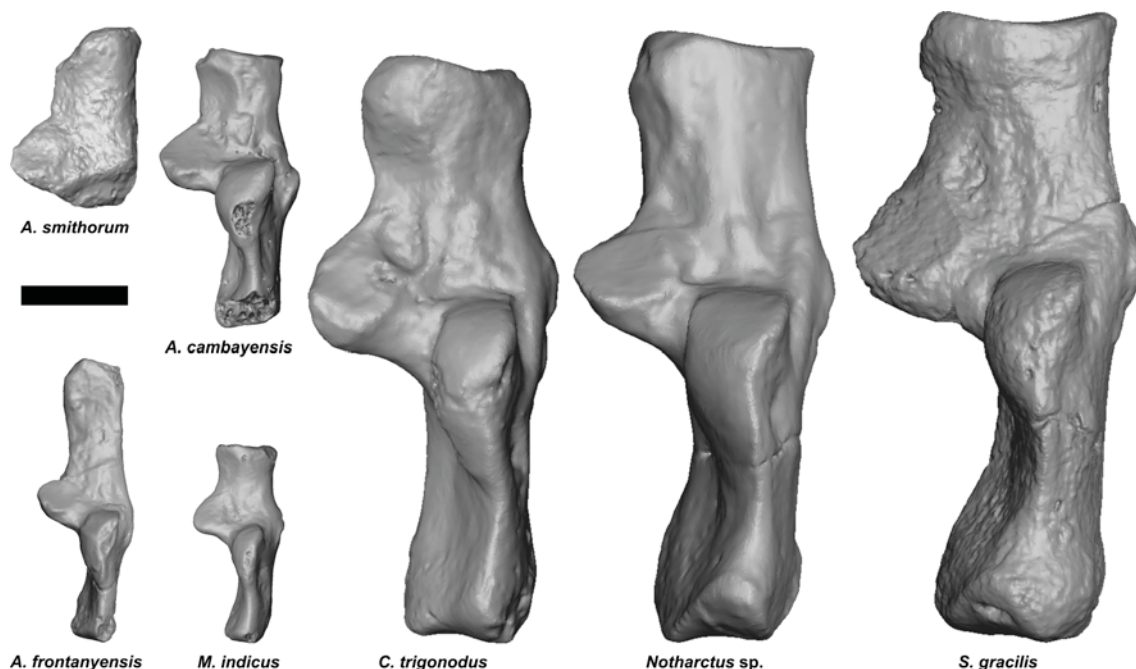 A. smithorum
A. cambayensis
A. frontanyensis
M. indicus
C. trigonodus
Notharctus sp.
S. gracilis